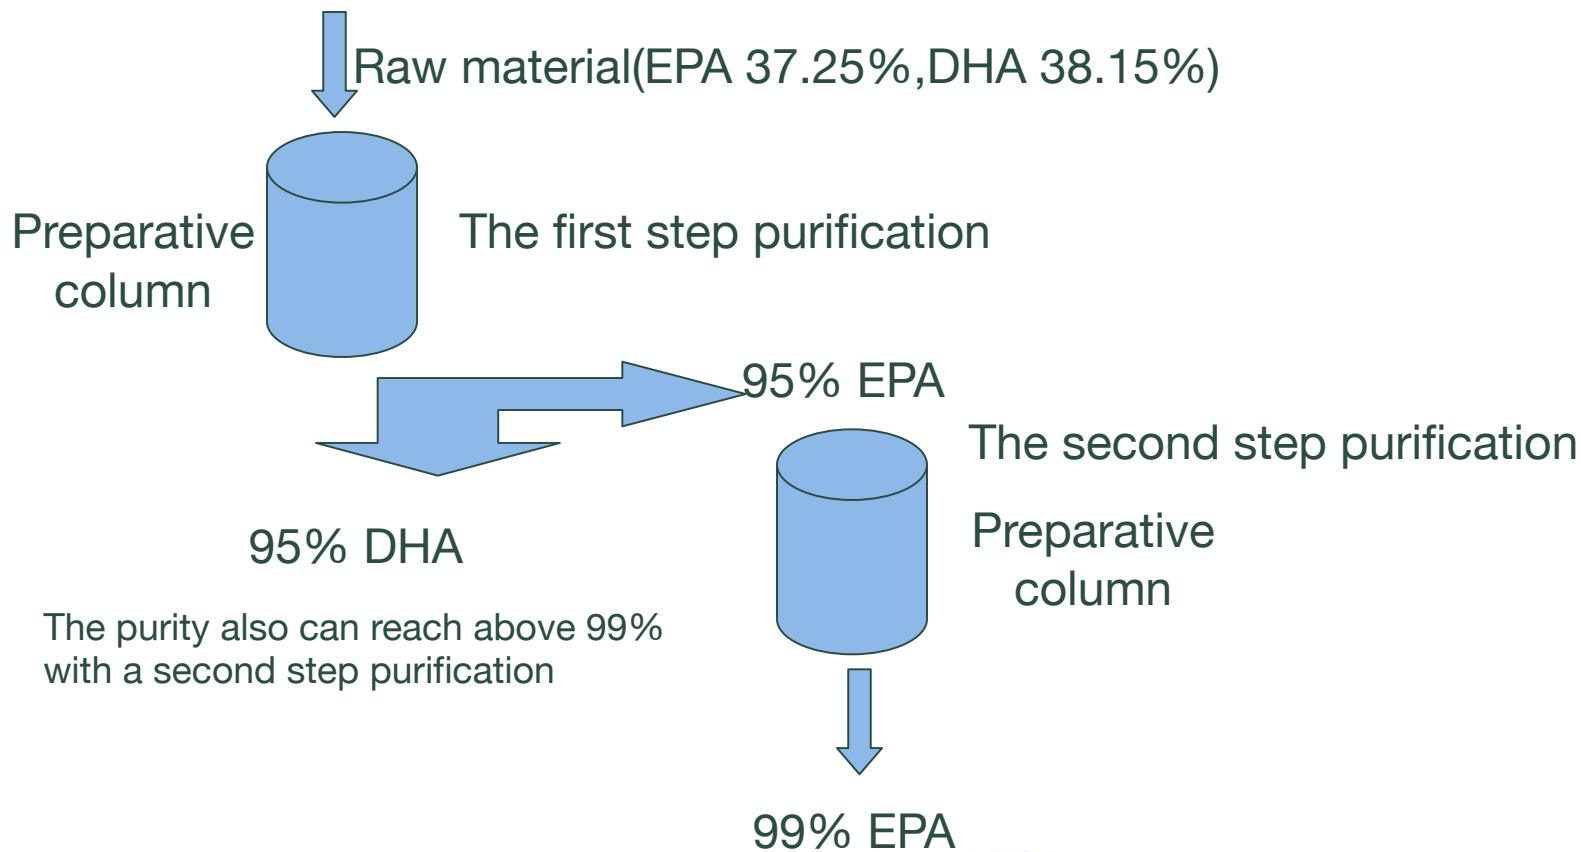 Raw material(EPA 37.25%,DHA 38.15%)
Preparative
column
The first step purification
95% EPA
The second step purification
Preparative
column
95% DHA
The purity also can reach above 99%
with a second step purification
99% EPA